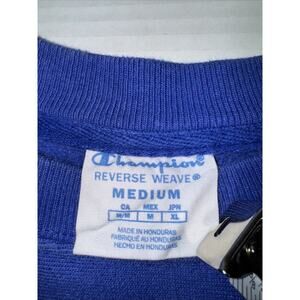 Champion
REVERSE WEAVE®
MEDIUM
CA MEX JPN
M/M M XL
MADE IN HONDURAS
FABRIQUÉ AU HONDURAS
HECHO EN HONDURAS